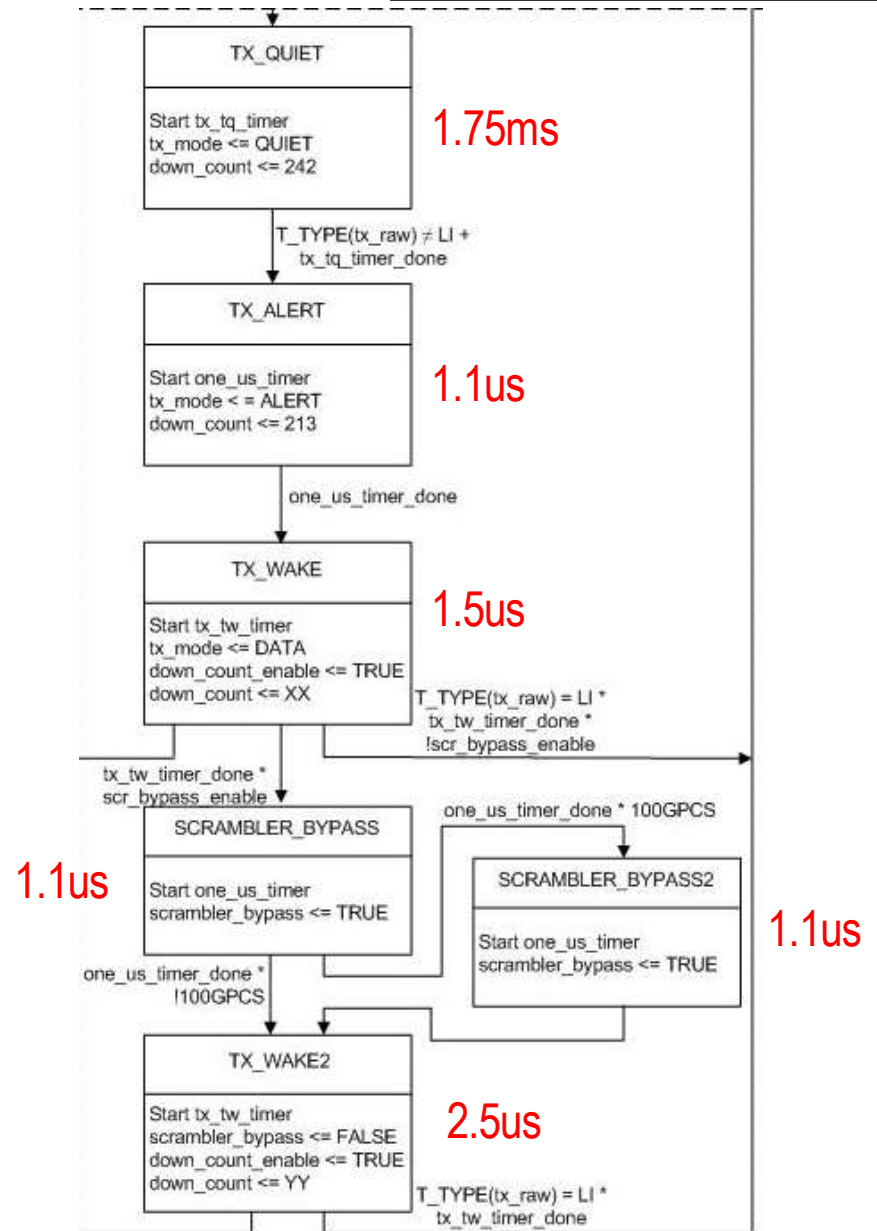 TX_QUIET
Start tx_tq_timer
tx_mode <= QUIET
down_count <= 242
1.75ms
T_TYPE(tx_raw) ≠ LI +
tx_tq_timer_done
TX_ALERT
Start one_us_timer
tx_mode < = ALERT
down_count <= 213
1.1us
one_us_timer_done
TX_WAKE
Start tx_tw_timer
tx_mode <= DATA
down_count_enable <= TRUE
down_count <= XX
1.5us
T_TYPE(tx_raw) = LI *
tx_tw_timer_done *
!scr_bypass_enable
tx_tw_timer_done *
scr_bypass_enable
SCRAMBLER_BYPASS
Start one_us_timer
scrambler_bypass <= TRUE
1.1us
one_us_timer_done * 100GPCS
SCRAMBLER_BYPASS2
Start one_us_timer
scrambler_bypass <= TRUE
1.1us
one_us_timer_done *
!100GPCS
TX_WAKE2
Start tx_tw_timer
scrambler_bypass <= FALSE
down_count_enable <= TRUE
down_count <= YY
2.5us
T_TYPE(tx_raw) = LI *
tx_tw_timer_done